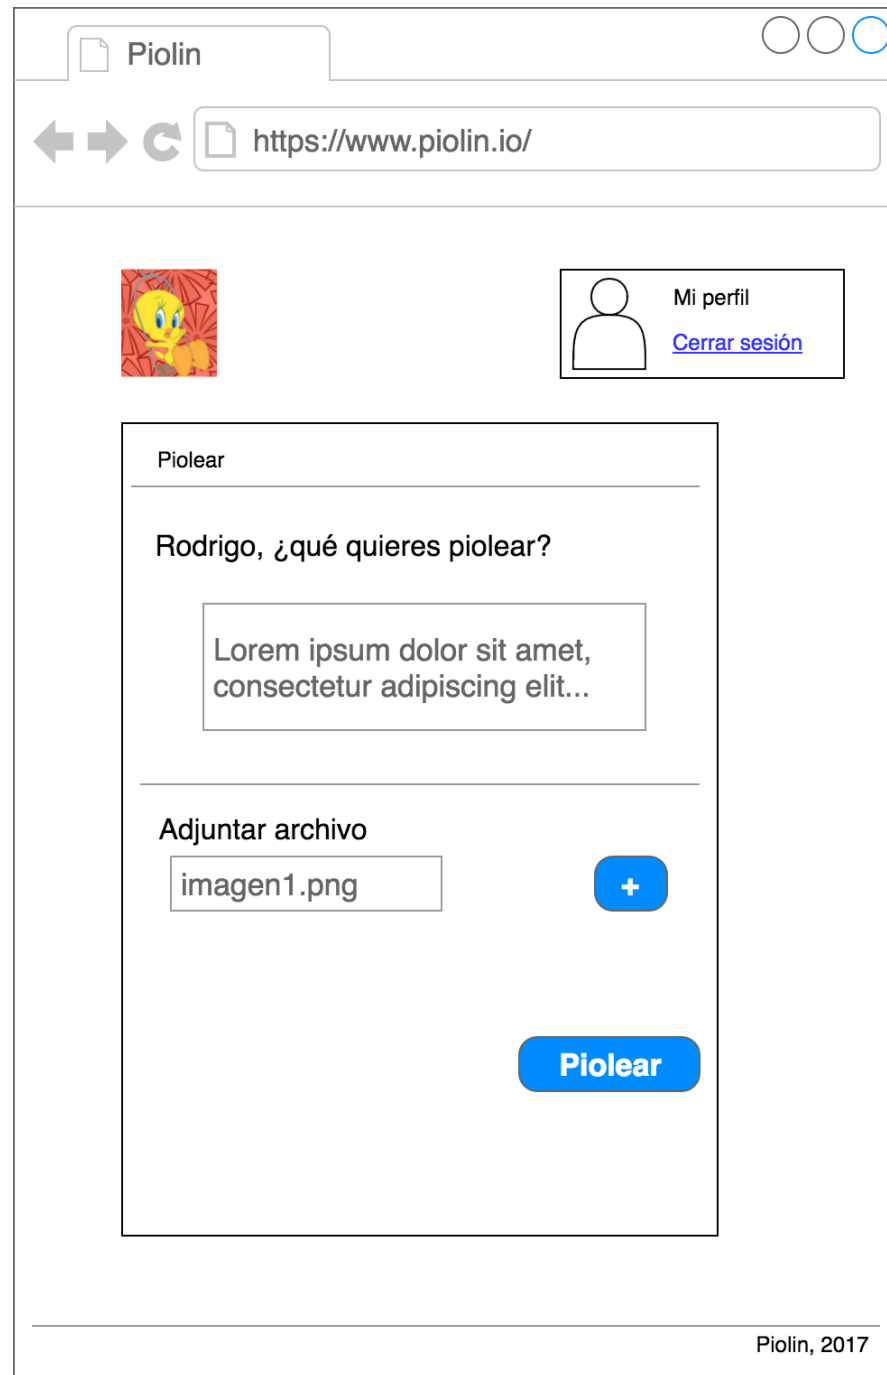 Piolin
https://www.piolin.io/
Mi perfil
Cerrar sesión
Piolear
Rodrigo, ¿qué quieres piolear?
Lorem ipsum dolor sit amet,
consectetur adipiscing elit...
Adjuntar archivo
imagen1.png
+
Piolear
Piolin, 2017